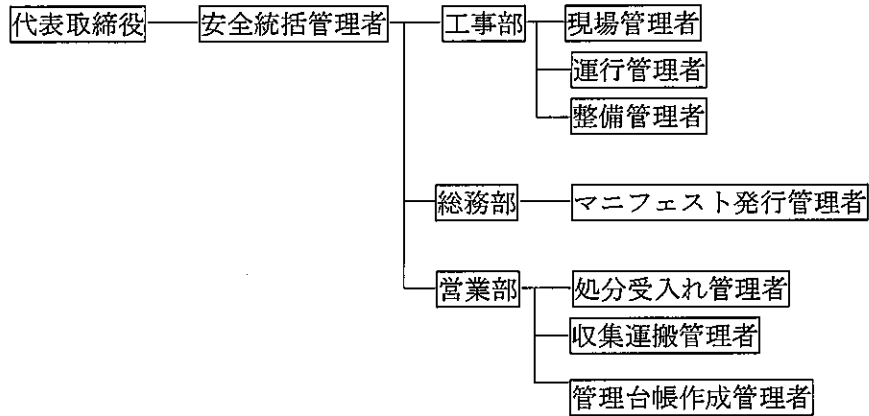 代表取締役 安全統括管理者 工事部 現場管理者
運行管理者
整備管理者
総務部 マニフェスト発行管理者
営業部 処分受入れ管理者
収集運搬管理者
管理台帳作成管理者